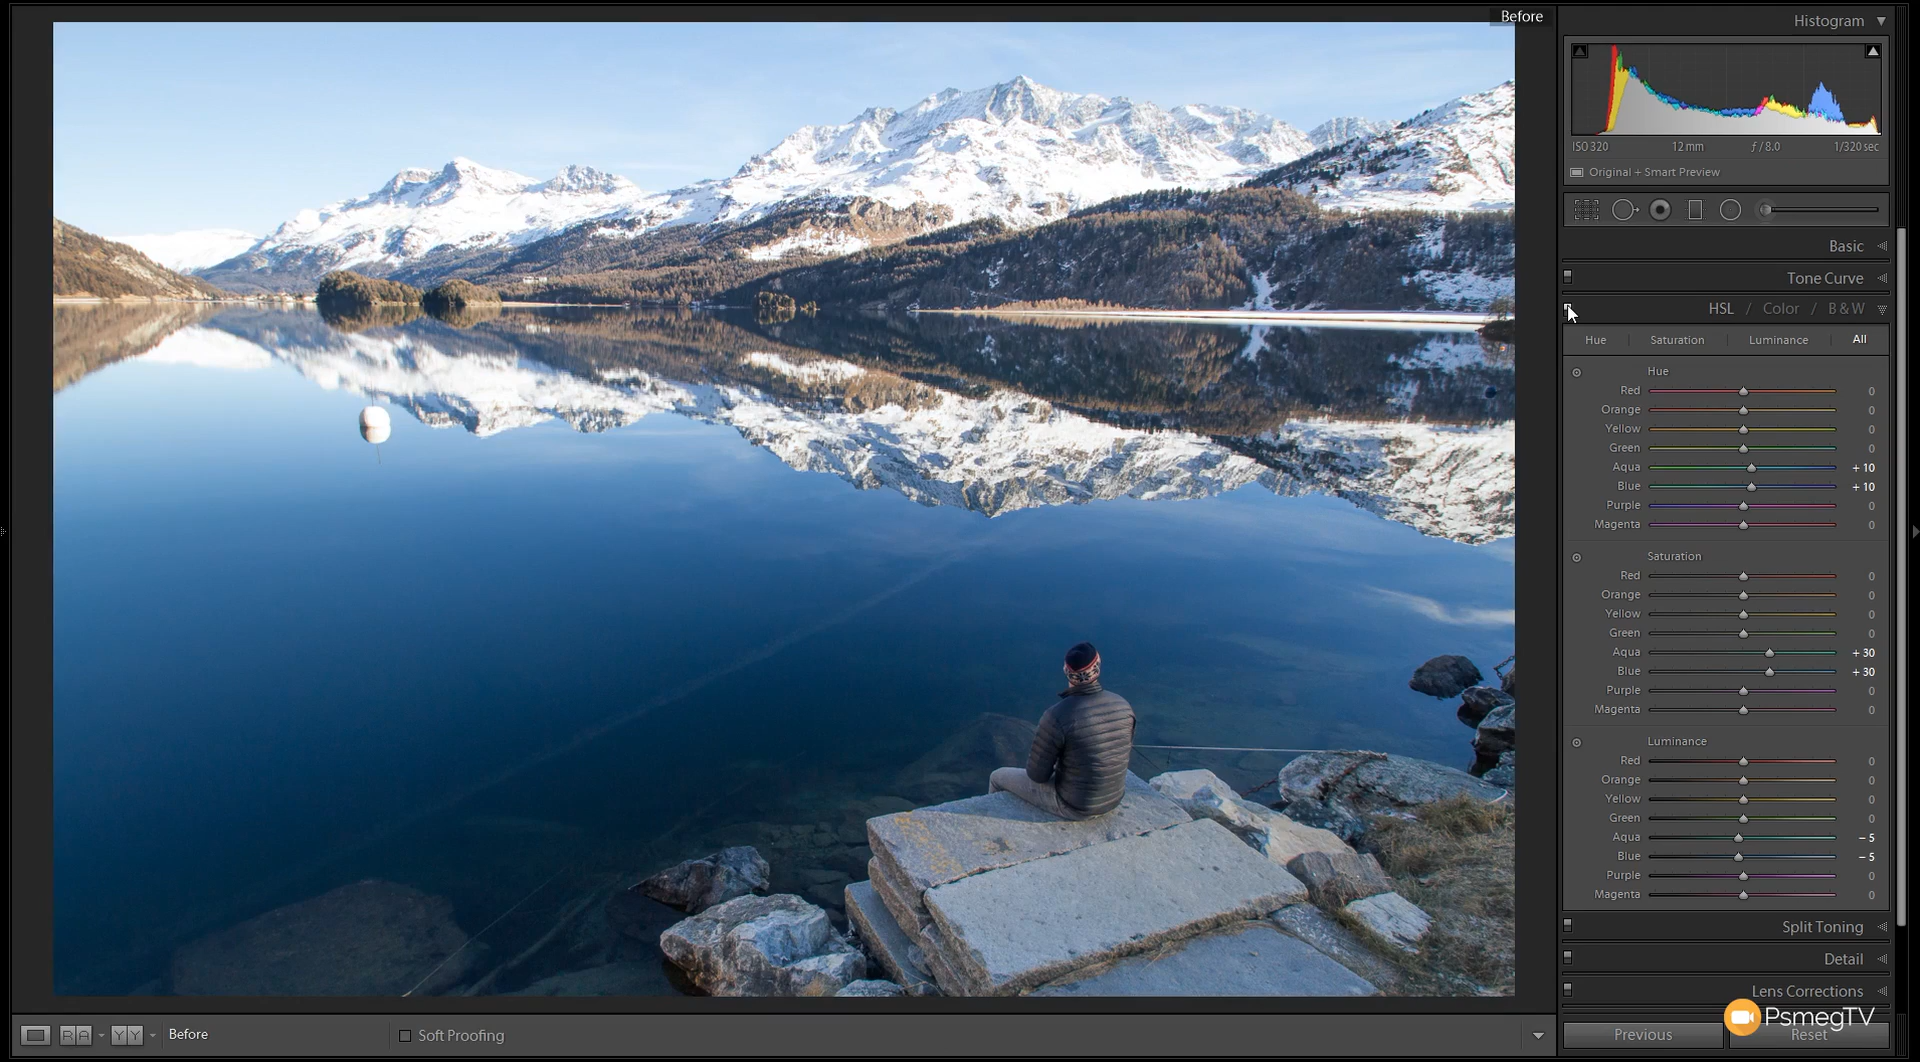 Before
Histogram
ISO 320 12 mm ƒ / 8.0 1/320 sec
Original + Smart Preview
Basic
Tone Curve
HSL / Color / B & W
Hue Saturation Luminance All
Hue
Red 0
Orange 0
Yellow 0
Green 0
Aqua + 10
Blue + 10
Purple 0
Magenta 0
Saturation
Red 0
Orange 0
Yellow 0
Green 0
Aqua + 30
Blue + 30
Purple 0
Magenta 0
Luminance
Red 0
Orange 0
Yellow 0
Green 0
Aqua – 5
Blue – 5
Purple 0
Magenta 0
Split Toning
Detail
Lens Corrections
PsmegTV
R A Y Y Before Soft Proofing Previous Reset